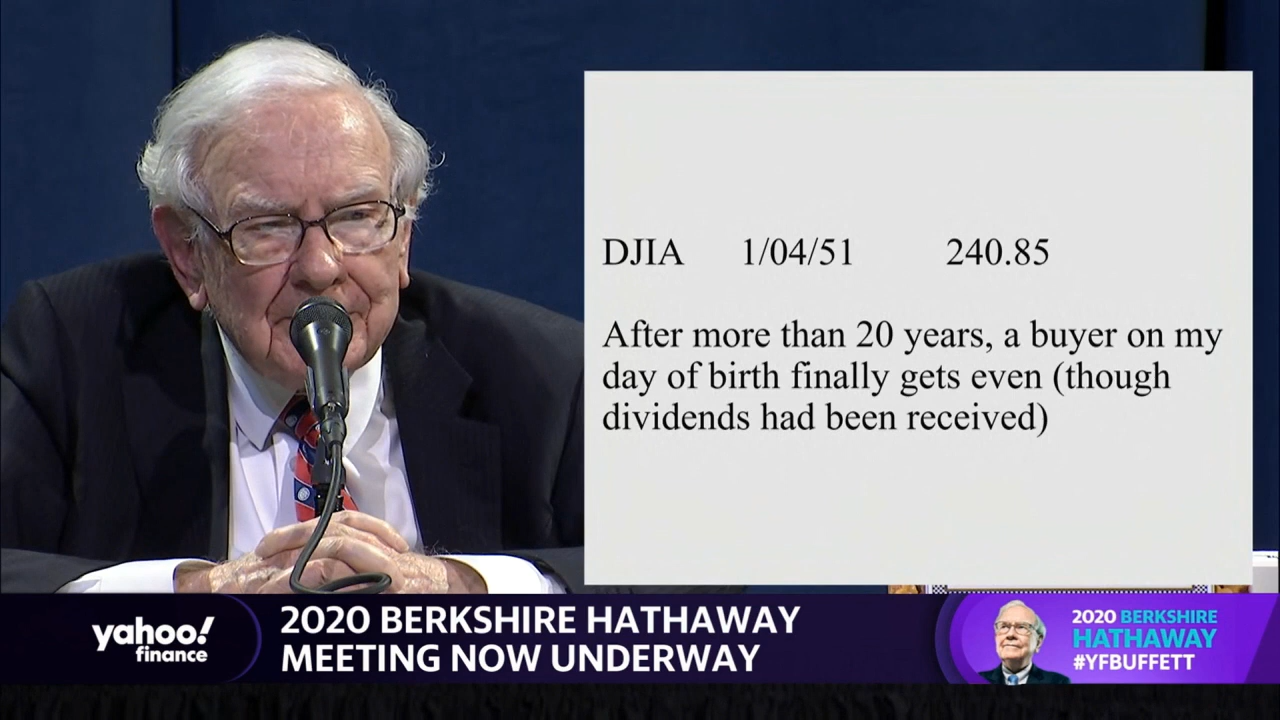 DJIA 1/04/51 240.85
After more than 20 years, a buyer on my
day of birth finally gets even (though
dividends had been received)
yahoo!
finance
2020 BERKSHIRE HATHAWAY
MEETING NOW UNDERWAY
2020 BERKSHIRE
HATHAWAY
#YFBUFFETT